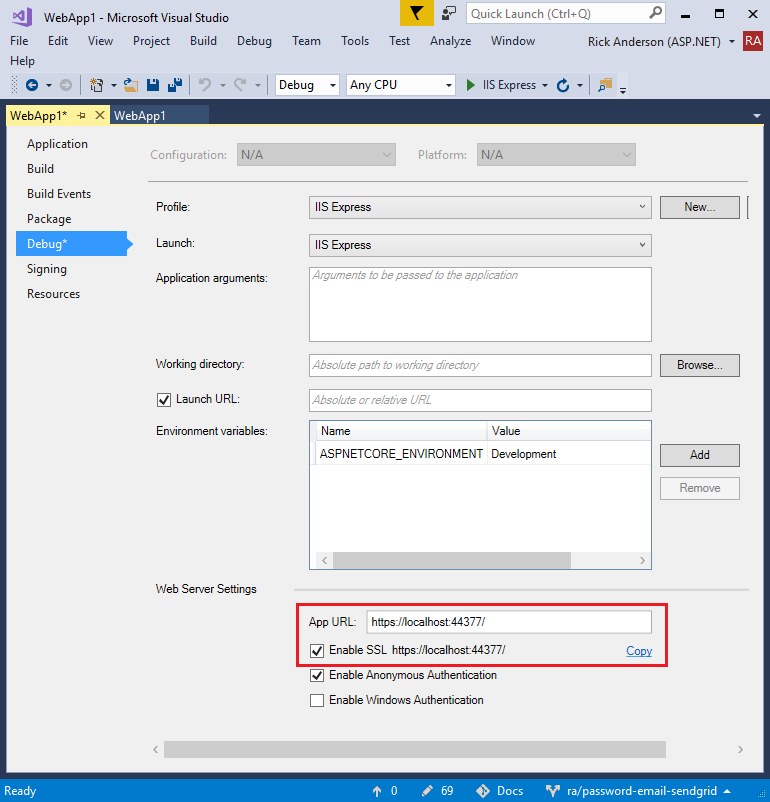 WebApp1 - Microsoft Visual Studio
Quick Launch (Ctrl+Q)
File Edit View Project Build Debug Team Tools Test Analyze Window Rick Anderson (ASP.NET) RA
Help
Debug Any CPU IIS Express
WebApp1* WebApp1
Application
Build
Build Events
Package
Debug*
Signing
Resources
Configuration: N/A Platform: N/A
Profile: IIS Express New...
Launch: IIS Express
Application arguments: Arguments to be passed to the application
Working directory: Absolute path to working directory Browse...
Launch URL: Absolute or relative URL
Environment variables:
Name Value
ASPNETCORE_ENVIRONMENT Development
Add
Remove
Web Server Settings
App URL: https://localhost:44377/
Enable SSL https://localhost:44377/ Copy
Enable Anonymous Authentication
Enable Windows Authentication
Ready 0 69 Docs ra/password-email-sendgrid